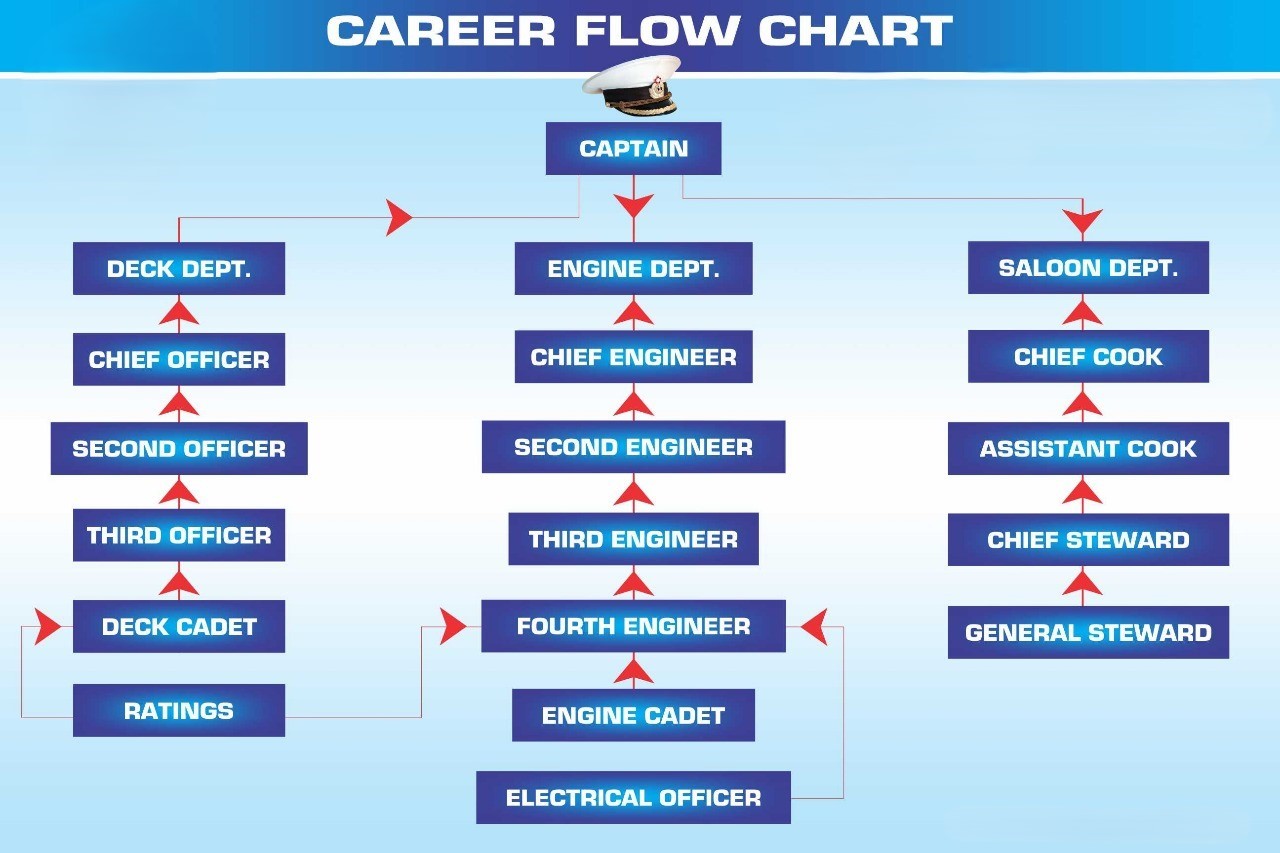 CAREER FLOW CHART
CAPTAIN
DECK DEPT.
CHIEF OFFICER
SECOND OFFICER
THIRD OFFICER
DECK CADET
RATINGS
ENGINE DEPT.
CHIEF ENGINEER
SECOND ENGINEER
THIRD ENGINEER
FOURTH ENGINEER
ENGINE CADET
ELECTRICAL OFFICER
SALOON DEPT.
CHIEF COOK
ASSISTANT COOK
CHIEF STEWARD
GENERAL STEWARD